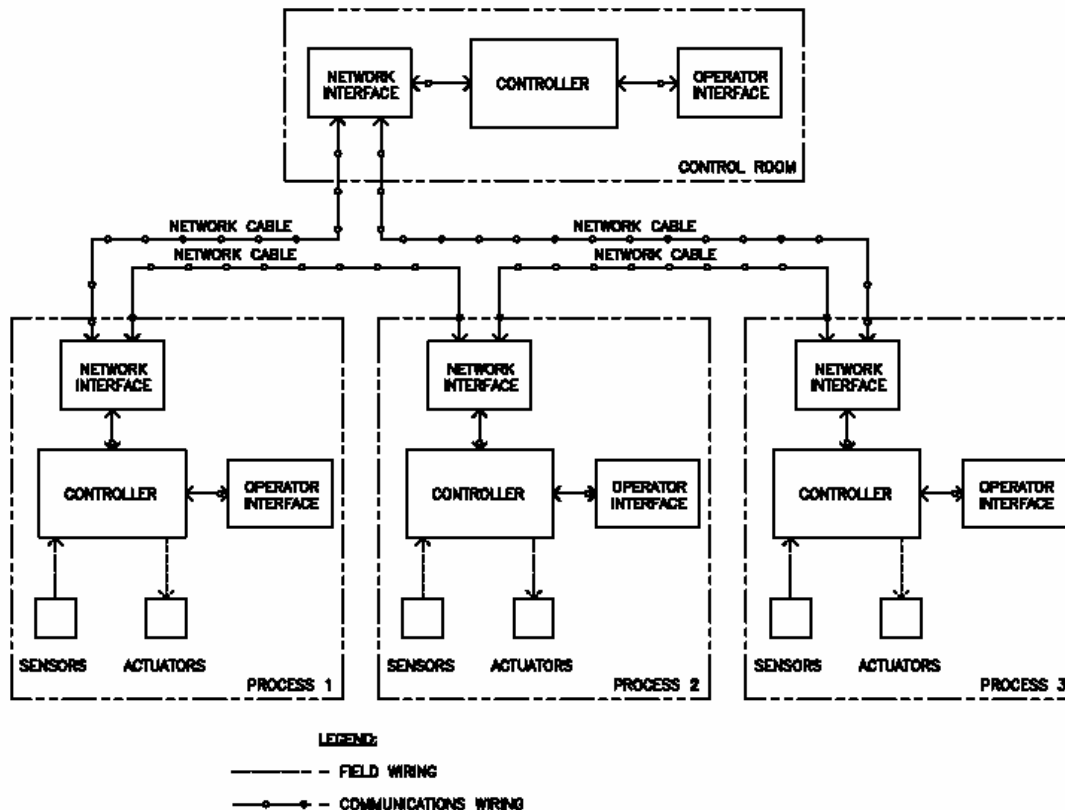 NETWORK
INTERFACE
CONTROLLER
OPERATOR
INTERFACE
CONTROL ROOM
NETWORK CABLE
NETWORK CABLE
NETWORK CABLE
NETWORK CABLE
NETWORK
INTERFACE
CONTROLLER
OPERATOR
INTERFACE
SENSORS
ACTUATORS
PROCESS 1
NETWORK
INTERFACE
CONTROLLER
OPERATOR
INTERFACE
SENSORS
ACTUATORS
PROCESS 2
NETWORK
INTERFACE
CONTROLLER
OPERATOR
INTERFACE
SENSORS
ACTUATORS
PROCESS 3
LEGEND:
- FIELD WIRING
- COMMUNICATIONS WIRING